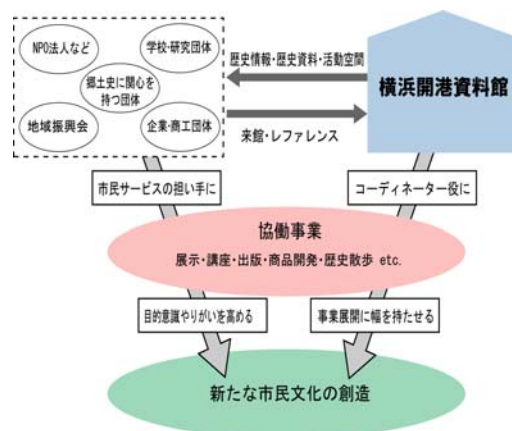 NPO法人など
学校・研究団体
郷土史に関心を
持つ団体
地域振興会
企業・商工団体
歴史情報・歴史資料・活動空間
来館・レファレンス
横浜開港資料館
市民サービスの担い手に
コーディネーター役に
協働事業
展示・講座・出版・商品開発・歴史散歩 etc.
目的意識やりがいを高める
事業展開に幅を持たせる
新たな市民文化の創造